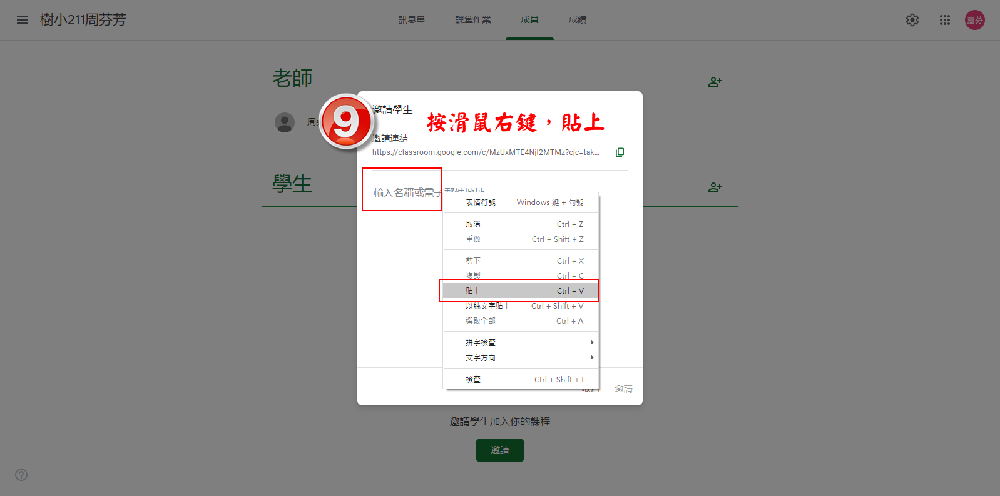 樹小211周芬芳
訊息串
課堂作業
成員
成績
嘉芬
老師
周
9
邀請學生
按滑鼠右鍵，貼上
邀請連結
https://classroom.google.com/c/MzUxMTE4NjI2MTMz?cjc=tak...
學生
輸入名稱或電子郵件地址
表情符號 Windows 鍵 + 句號
取消 Ctrl + Z
重做 Ctrl + Shift + Z
剪下 Ctrl + X
複製 Ctrl + C
貼上 Ctrl + V
以純文字貼上 Ctrl + Shift + V
選取全部 Ctrl + A
拼字檢查
文字方向
檢查 Ctrl + Shift + I
取消
邀請
邀請學生加入你的課程
邀請